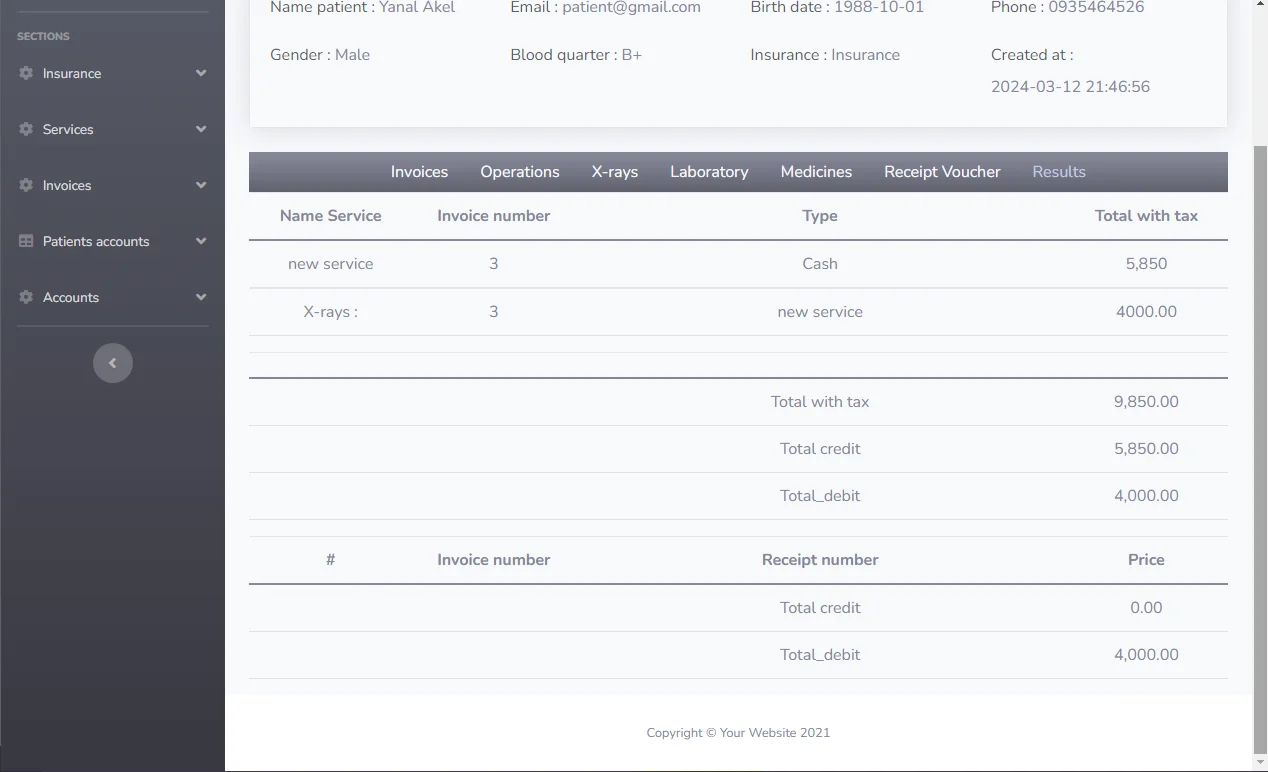 SECTIONS
Insurance
Services
Invoices
Patients accounts
Accounts
Name patient : Yanal Akel Email : patient@gmail.com Birth date : 1988-10-01 Phone : 0935464526
Gender : Male Blood quarter : B+ Insurance : Insurance Created at :
2024-03-12 21:46:56
Invoices Operations X-rays Laboratory Medicines Receipt Voucher Results
Name Service Invoice number Type Total with tax
new service 3 Cash 5,850
X-rays : 3 new service 4000.00
Total with tax 9,850.00
Total credit 5,850.00
Total_debit 4,000.00
# Invoice number Receipt number Price
Total credit 0.00
Total_debit 4,000.00
Copyright © Your Website 2021